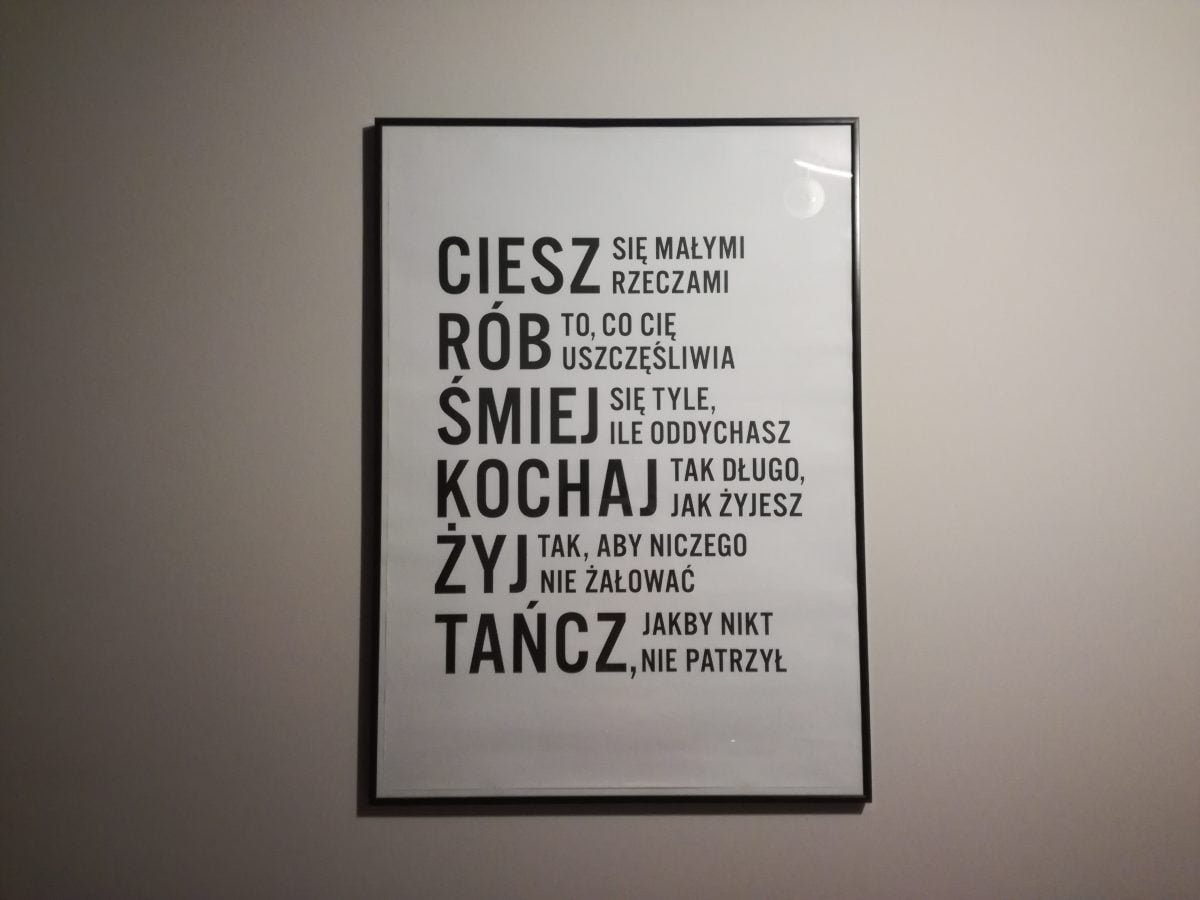 CIESZ SIĘ MAŁYMI
RZECZAMI
RÓB TO, CO CIĘ
USZCZĘŚLIWIA
ŚMIEJ SIĘ TYLE,
ILE ODDYCHASZ
KOCHAJ TAK DŁUGO,
JAK ŻYJESZ
ŻYJ TAK, ABY NICZEGO
NIE ŻAŁOWAĆ
TAŃCZ, JAKBY NIKT
NIE PATRZYŁ